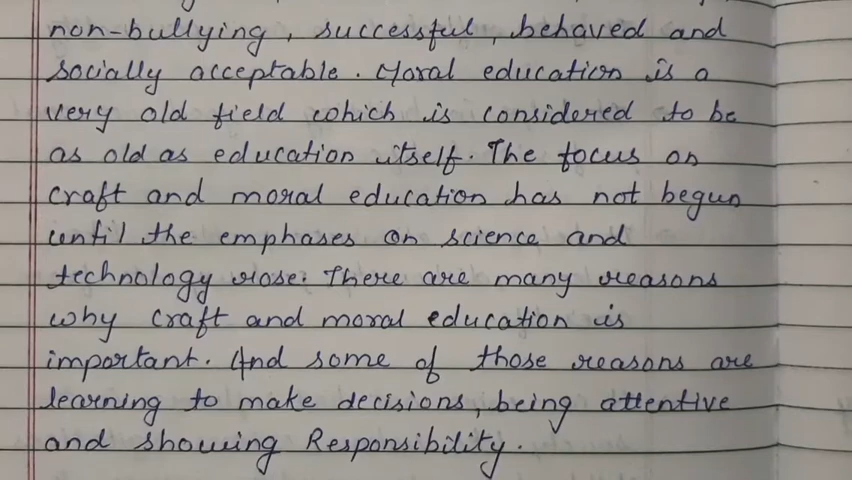 non-bullying, successful, behaved and
socially acceptable. Moral education is a
very old field which is considered to be
as old as education itself. The focus on
craft and moral education has not begun
until the emphases on science and
technology rose. There are many reasons
why craft and moral education is
important. And some of those reasons are
learning to make decisions, being attentive
and showing Responsibility.